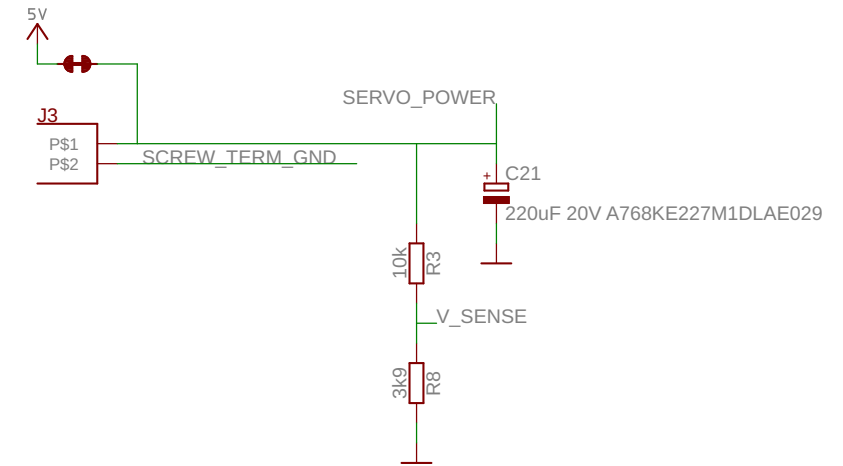 5V
SERVO_POWER
J3
P$1
P$2
SCREW_TERM_GND
+
C21
220uF 20V A768KE227M1DLAE029
10k
R3
V_SENSE
3k9
R8